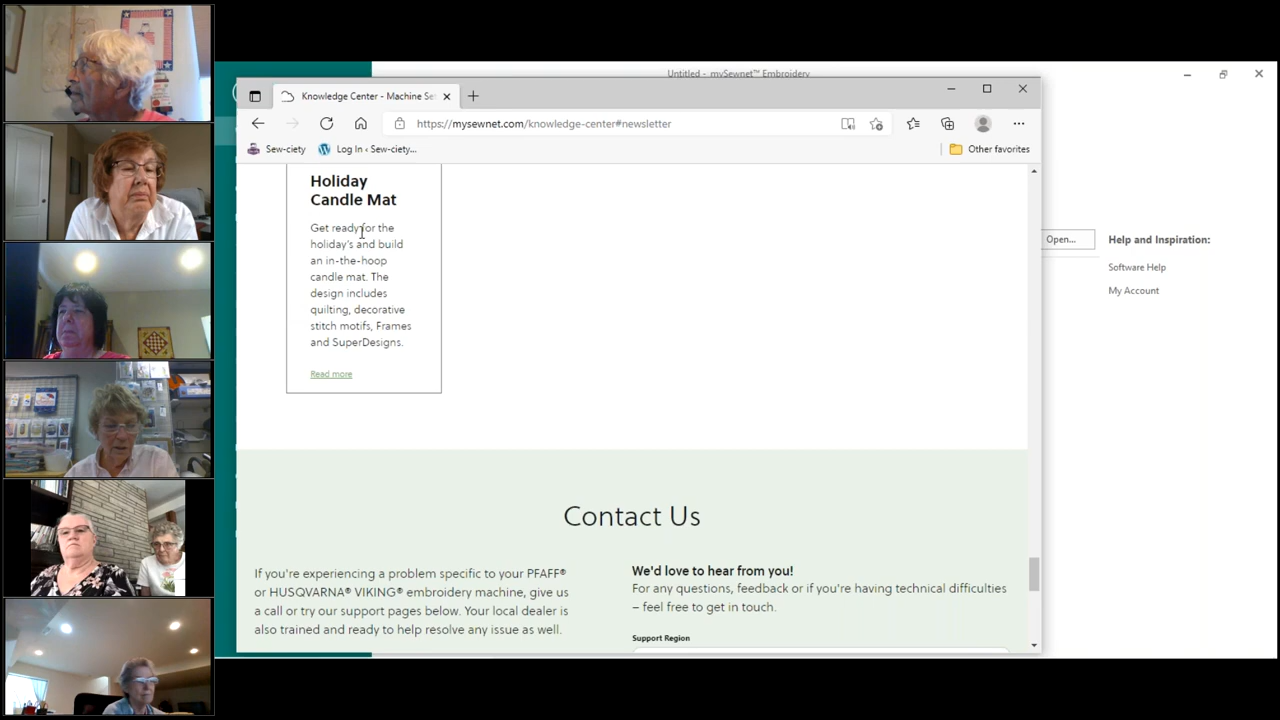 Untitled - mySewnet™ Embroidery
Knowledge Center - Machine Se
https://mysewnet.com/knowledge-center#newsletter
Sew-ciety
Log In ‹ Sew-ciety...
Other favorites
Holiday
Candle Mat
Get ready for the
holiday's and build
an in-the-hoop
candle mat. The
design includes
quilting, decorative
stitch motifs, Frames
and SuperDesigns.
Read more
Open...
Help and Inspiration:
Software Help
My Account
Contact Us
If you're experiencing a problem specific to your PFAFF®
or HUSQVARNA® VIKING® embroidery machine, give us
a call or try our support pages below. Your local dealer is
also trained and ready to help resolve any issue as well.
We'd love to hear from you!
For any questions, feedback or if you're having technical difficulties
– feel free to get in touch.
Support Region